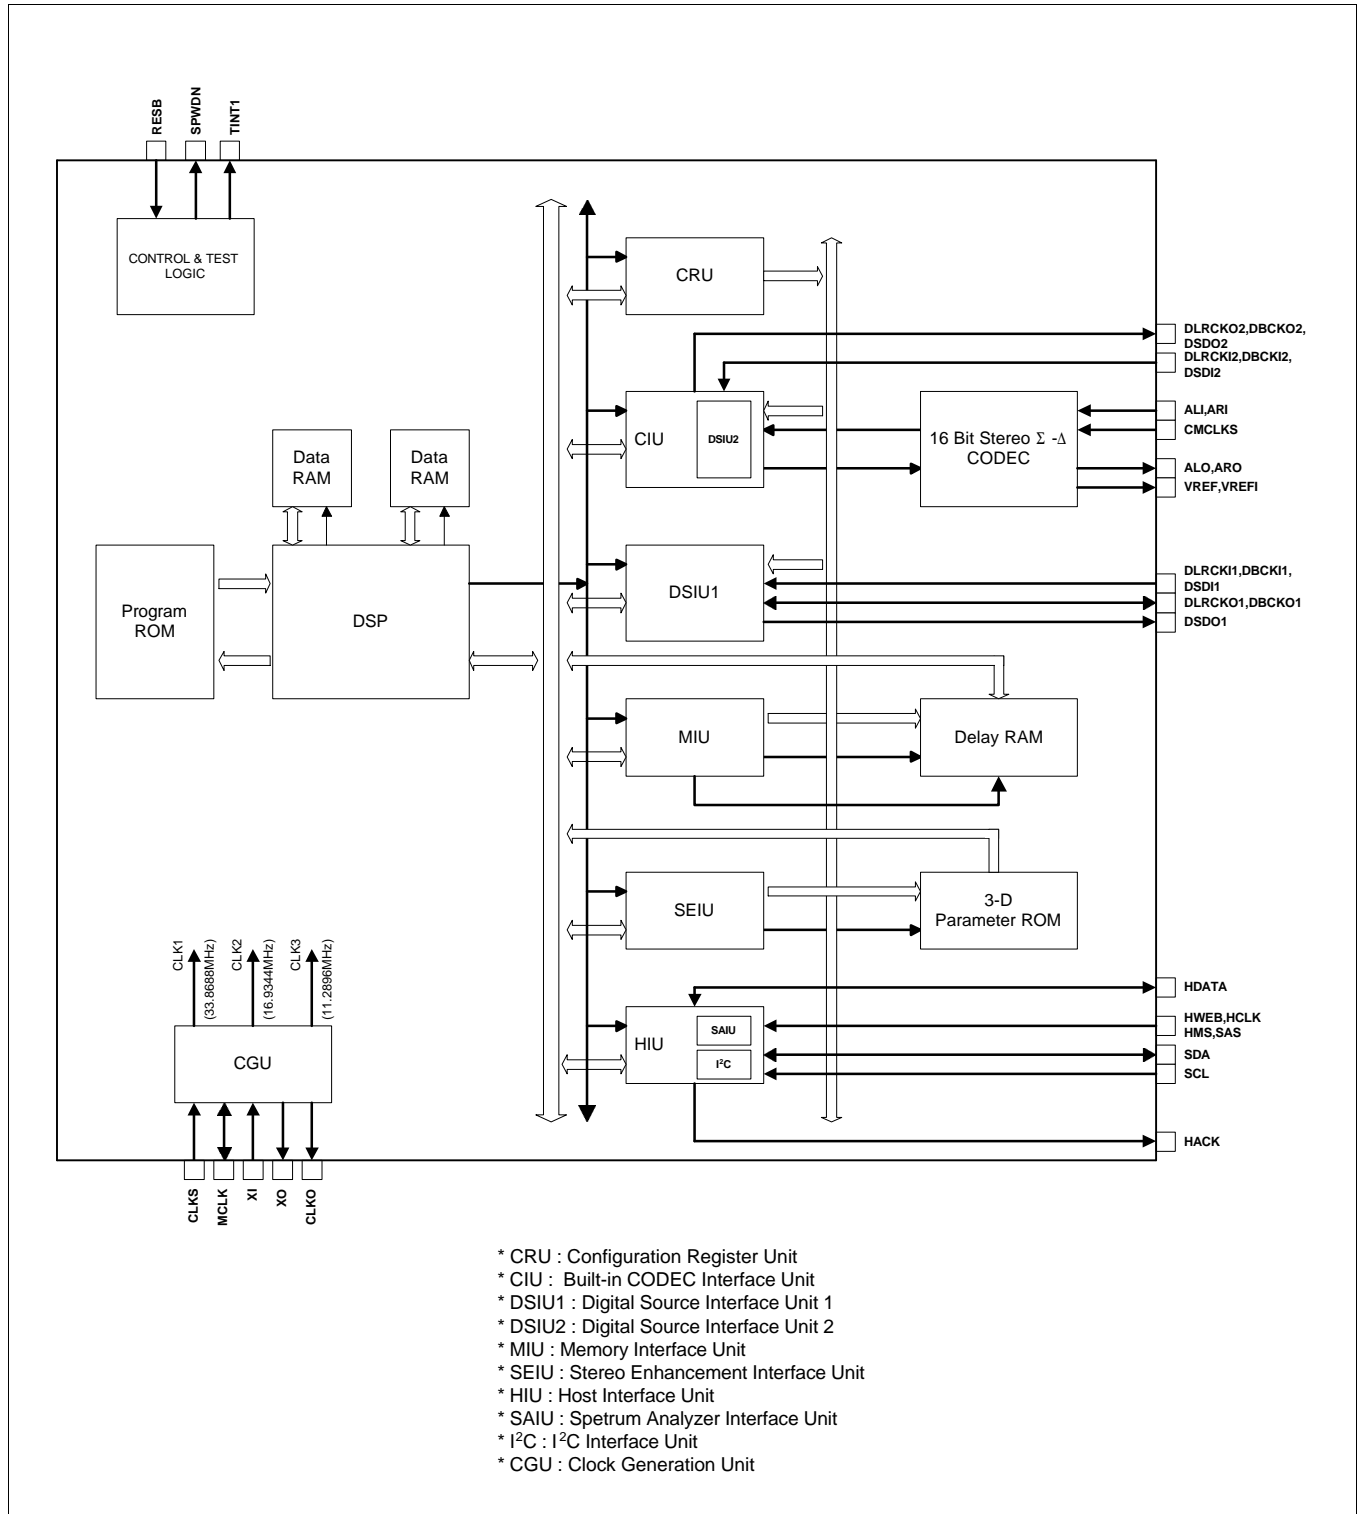 RESB
SPWDN
TINT1
CONTROL & TEST
LOGIC
CRU
DLRCKO2,DBCKO2,
DSDO2
DLRCKI2,DBCKI2,
DSDI2
CIU
DSIU2
16 Bit Stereo Σ -Δ
CODEC
ALI,ARI
CMCLKS
ALO,ARO
VREF,VREFI
Data
RAM
Data
RAM
Program
ROM
DSP
DSIU1
DLRCKI1,DBCKI1,
DSDI1
DLRCKO1,DBCKO1
DSDO1
MIU
Delay RAM
SEIU
3-D
Parameter ROM
CLK1
(33.8688MHz)
CLK2
(16.9344MHz)
CLK3
(11.2896MHz)
CGU
HIU
SAIU
I²C
HDATA
HWEB,HCLK
HMS,SAS
SDA
SCL
HACK
CLKS
MCLK
XI
XO
CLKO
* CRU : Configuration Register Unit
* CIU :  Built-in CODEC Interface Unit
* DSIU1 : Digital Source Interface Unit 1
* DSIU2 : Digital Source Interface Unit 2
* MIU : Memory Interface Unit
* SEIU : Stereo Enhancement Interface Unit
* HIU : Host Interface Unit
* SAIU : Spetrum Analyzer Interface Unit
* I²C : I²C Interface Unit
* CGU : Clock Generation Unit